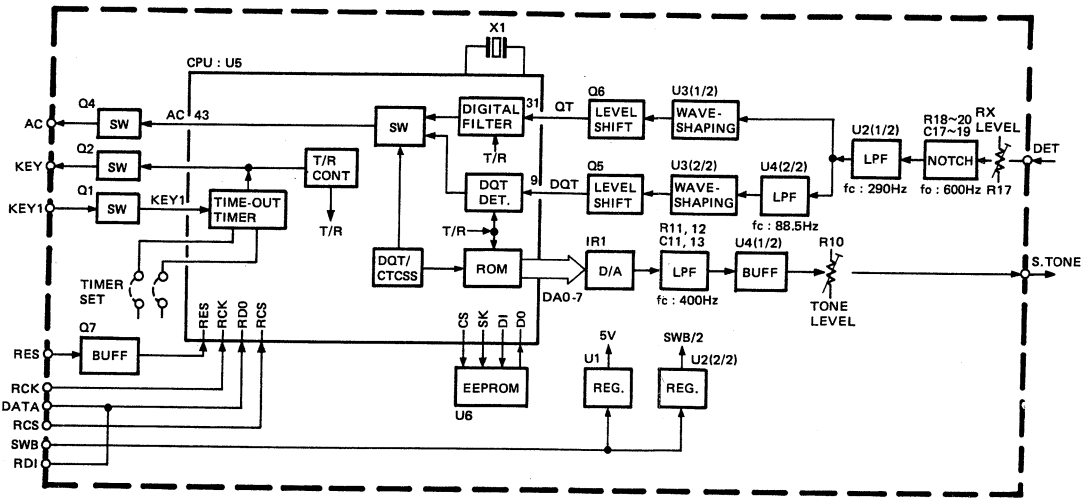 X1
CPU : U5
Q4
AC
SW
AC 43
SW
DIGITAL
FILTER
31
QT
Q6
LEVEL
SHIFT
U3(1/2)
WAVE-
SHAPING
U2(1/2)
LPF
fc : 290Hz
R18~20
C17~19
NOTCH
fo : 600Hz
RX
LEVEL
R17
DET
Q2
KEY
SW
T/R
CONT
T/R
T/R
Q1
KEY1
SW
KEY1
TIME-OUT
TIMER
DQT
DET.
9
DQT
Q5
LEVEL
SHIFT
U3(2/2)
WAVE-
SHAPING
U4(2/2)
LPF
fc : 88.5Hz
T/R
DQT/
CTCSS
ROM
DA0-7
IR1
D/A
R11, 12
C11, 13
LPF
fc : 400Hz
U4(1/2)
BUFF
R10
TONE
LEVEL
S.TONE
TIMER
SET
RES
RCK
RD0
RCS
CS
SK
DI
D0
Q7
RES
BUFF
EEPROM
U6
5V
U1
REG.
SWB/2
U2(2/2)
REG.
RCK
DATA
RCS
SWB
RDI